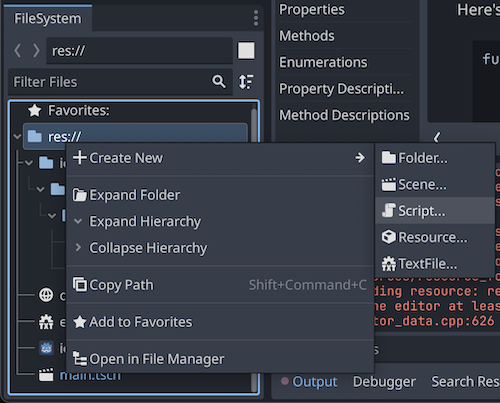 FileSystem
res://
Filter Files
Favorites:
res://
Create New
Expand Folder
Expand Hierarchy
Collapse Hierarchy
Copy Path Shift+Command+C
Add to Favorites
Open in File Manager
main.tscn
Folder...
Scene...
Script...
Resource...
TextFile...
Properties
Methods
Enumerations
Property Descripti...
Method Descriptions
Here's
fu
ding resource: re
ne editor at leas
tor_data.cpp:626
s
Output Debugger Search Res